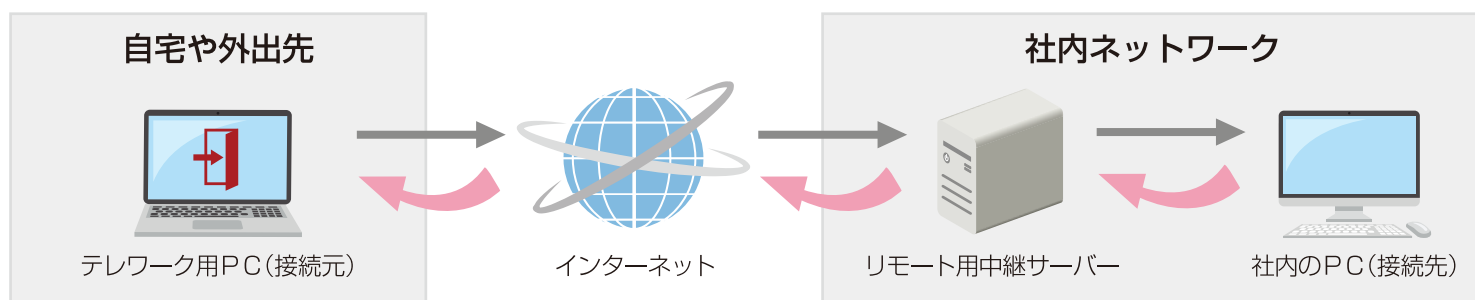 自宅や外出先
社内ネットワーク
テレワーク用PC(接続元)
インターネット
リモート用中継サーバー
社内のPC(接続先)